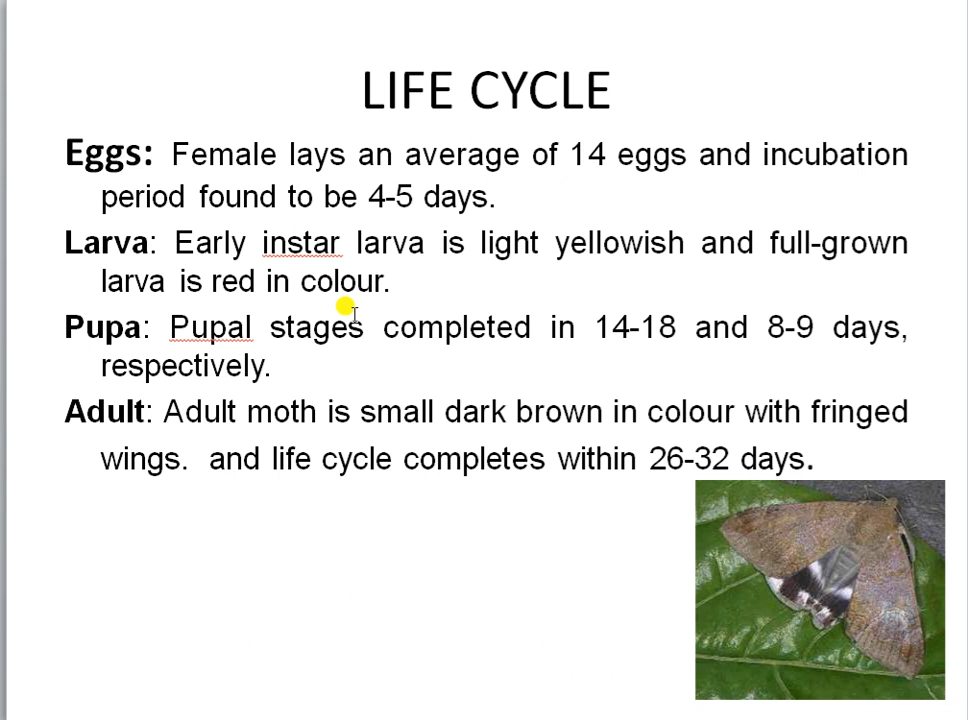 LIFE CYCLE
Eggs: Female lays an average of 14 eggs and incubation
period found to be 4-5 days.
Larva: Early instar larva is light yellowish and full-grown
larva is red in colour.
Pupa: Pupal stages completed in 14-18 and 8-9 days,
respectively.
Adult: Adult moth is small dark brown in colour with fringed
wings. and life cycle completes within 26-32 days.